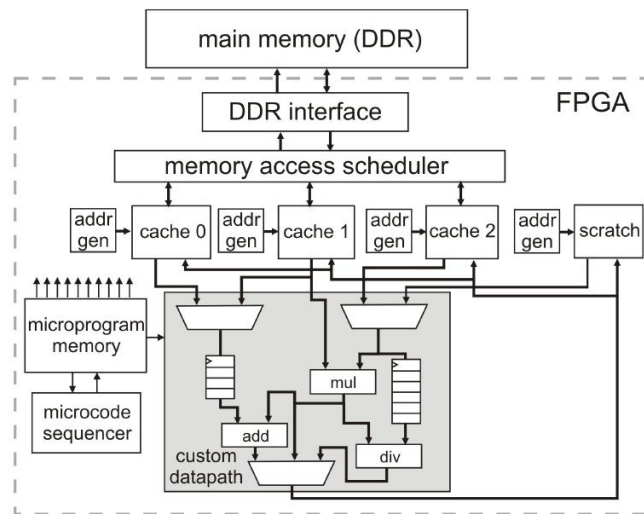 main memory (DDR)
FPGA
DDR interface
memory access scheduler
addr
gen
cache 0
addr
gen
cache 1
addr
gen
cache 2
addr
gen
scratch
microprogram
memory
microcode
sequencer
mul
add
div
custom
datapath